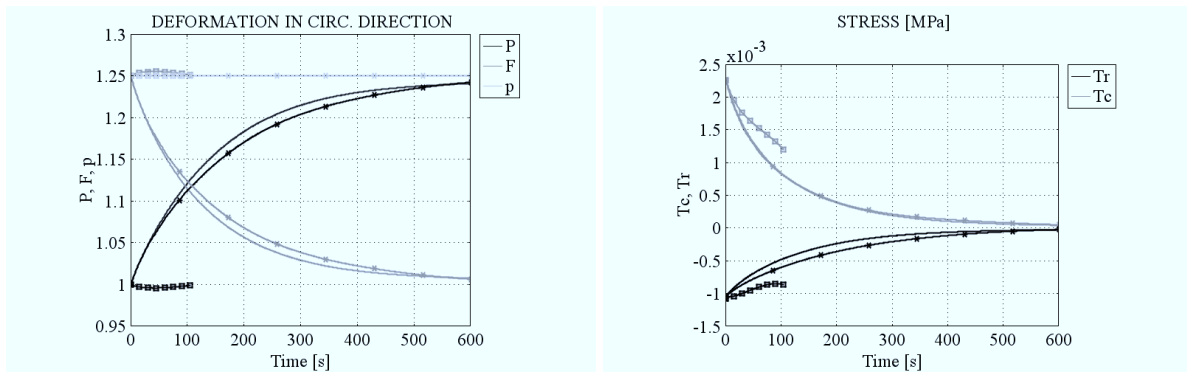 DEFORMATION IN CIRC. DIRECTION
1.3
1.25
1.2
1.15
1.1
1.05
1
0.95
P, F, p
0 100 200 300 400 500 600
Time [s]
P
F
p
STRESS [MPa]
x10-3
2.5
2
1.5
1
0.5
0
-0.5
-1
-1.5
Tc, Tr
0 100 200 300 400 500 600
Time [s]
Tr
Tc